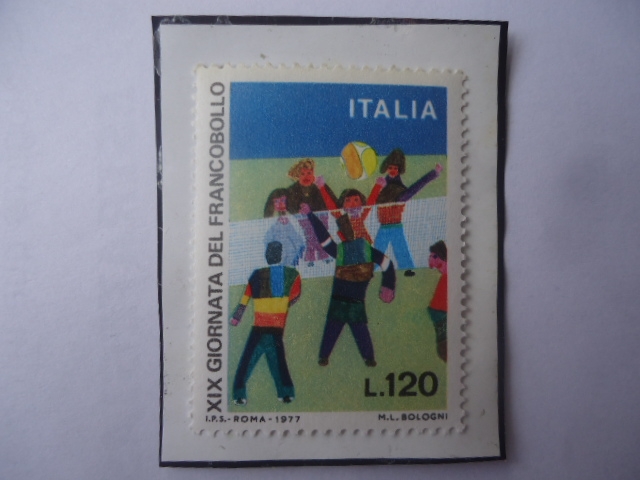 ITALIA
XIX GIORNATA DEL FRANCOBOLLO
L.120
I.P.S.-ROMA-1977
M.L. BOLOGNI